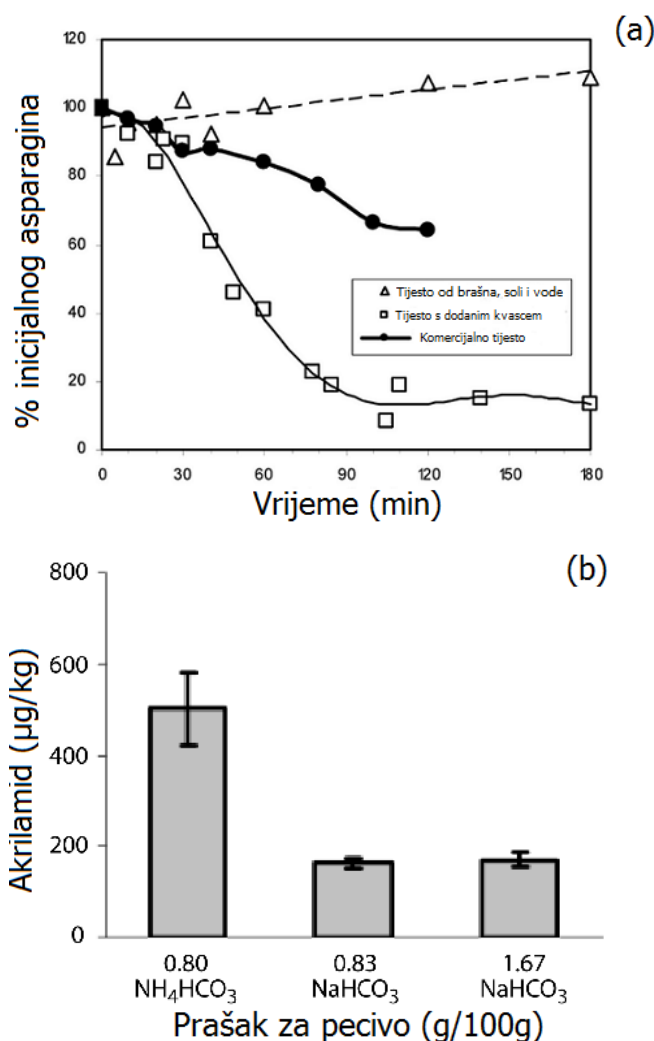 (a)
% inicijalnog asparagina
120
100
80
60
40
20
0
Tijesto od brašna, soli i vode
Tijesto s dodanim kvascem
Komercijalno tijesto
0 30 60 90 120 150 180
Vrijeme (min)
(b)
Akrilamid (µg/kg)
800
600
400
200
0
0.80 0.83 1.67
NH₄HCO₃ NaHCO₃ NaHCO₃
Prašak za pecivo (g/100g)